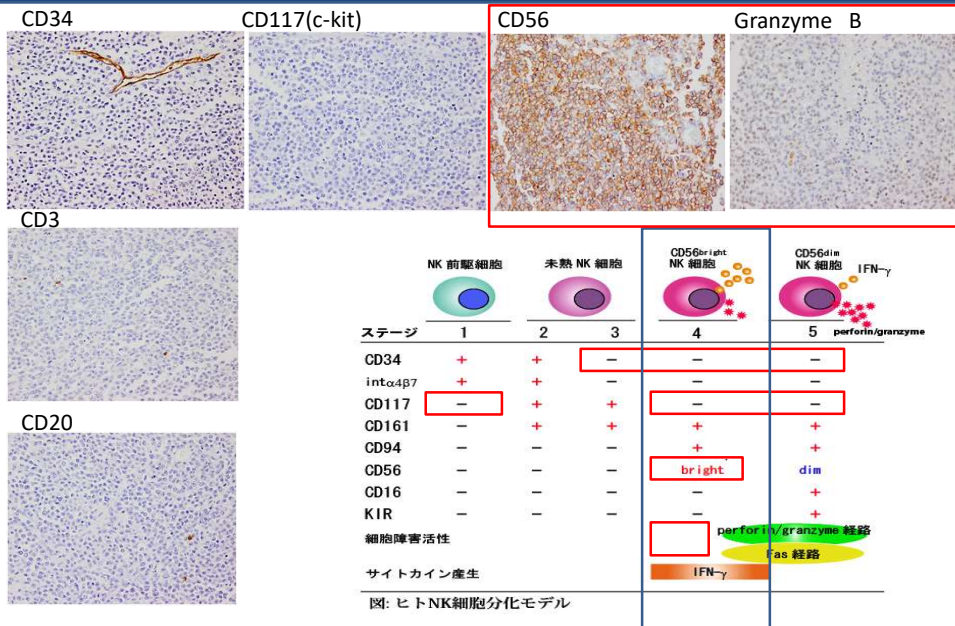 CD34
CD117(c-kit)
CD56
Granzyme B
CD3
CD20
NK 前駆細胞
未熟 NK 細胞
CD56bright
NK 細胞
CD56dim
NK 細胞
IFN-γ
perforin/granzyme
ステージ 1 2 3 4 5
CD34 + + − − −
intα4β7 + + − − −
CD117 − + + − −
CD161 + + + +
CD94 − − − + +
CD56 − − − bright dim
CD16 − − − − +
KIR − − − − +
細胞障害活性
perforin/granzyme 経路
Fas 経路
サイトカイン産生 IFN-γ
図: ヒトNK細胞分化モデル